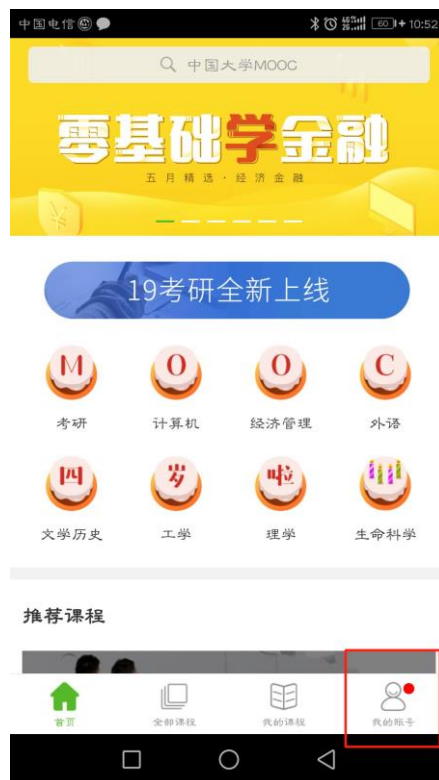 中国电信 60 10:52
中国大学MOOC
零基础学金融
五月精选·经济金融
19考研全新上线
M O O C
考研 计算机 经济管理 外语
四 岁 啦
文学历史 工学 理学 生命科学
推荐课程
首页 全部课程 我的课程 我的账号